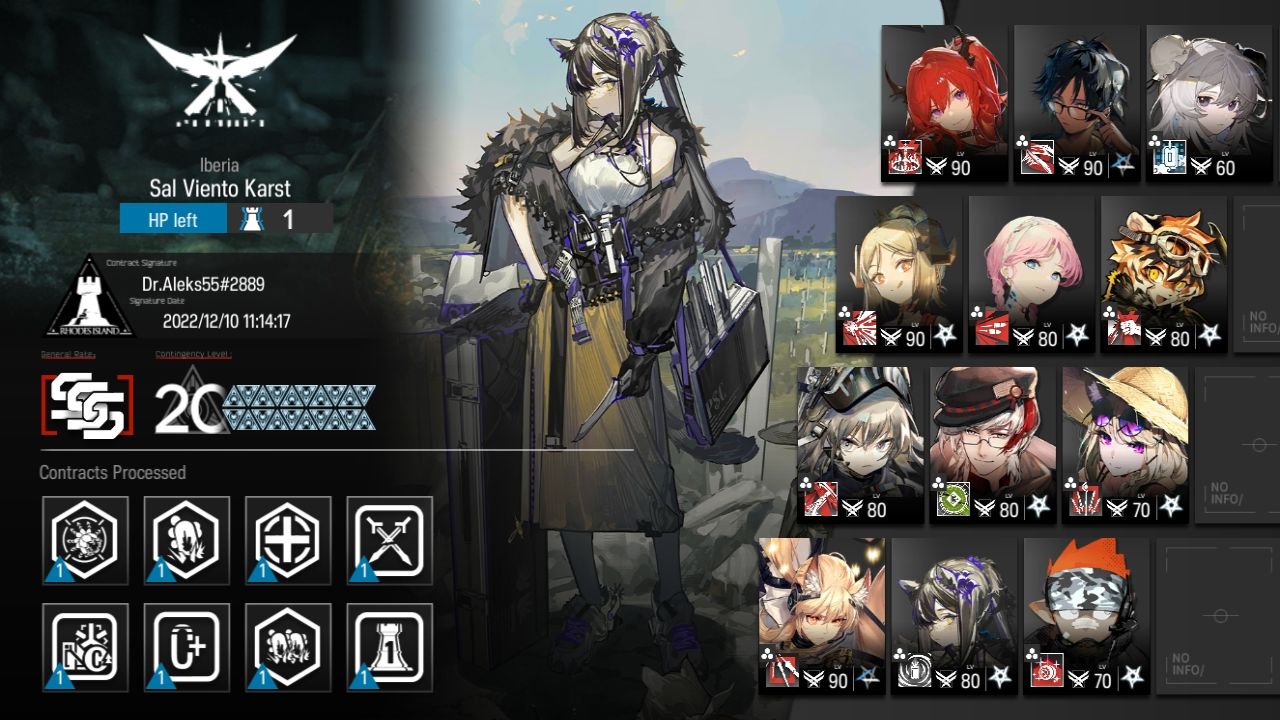 Iberia
Sal Viento Karst
HP left 1
Contract Signature
Dr.Aleks55#2889
Signature Date
2022/12/10 11:14:17
RHODES ISLAND
General Rate:
Contingency Level :
SSS
20
Contracts Processed
1 1 1 1
1
1 1 1 1
LV 90
LV 90
LV 60
LV 90
LV 80
LV 80
NO INFO/
LV 80
LV 80
LV 70
NO INFO/
LV 90
LV 80
LV 70
NO INFO/